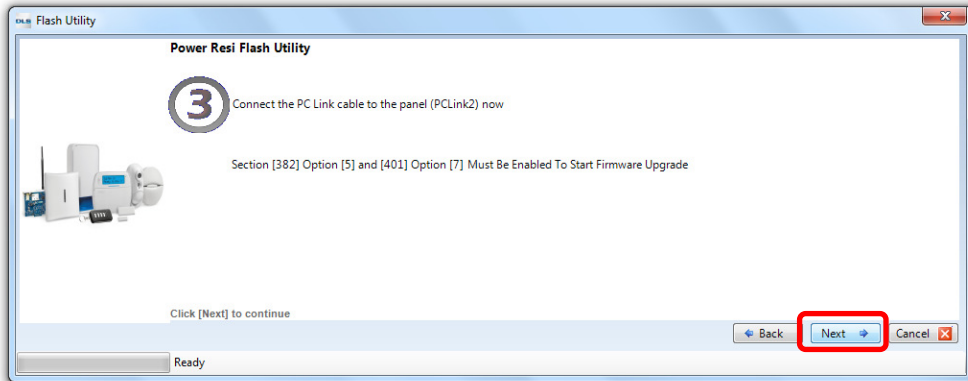 DLS Flash Utility
Power Resi Flash Utility
3
Connect the PC Link cable to the panel (PCLink2) now
Section [382] Option [5] and [401] Option [7] Must Be Enabled To Start Firmware Upgrade
Click [Next] to continue
Back Next Cancel
Ready